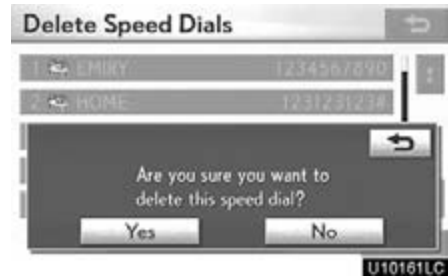 Delete Speed Dials
1 EMIRY 1234567890
2 HOME 123123123#
Are you sure you want to
delete this speed dial?
Yes No
U10161LC